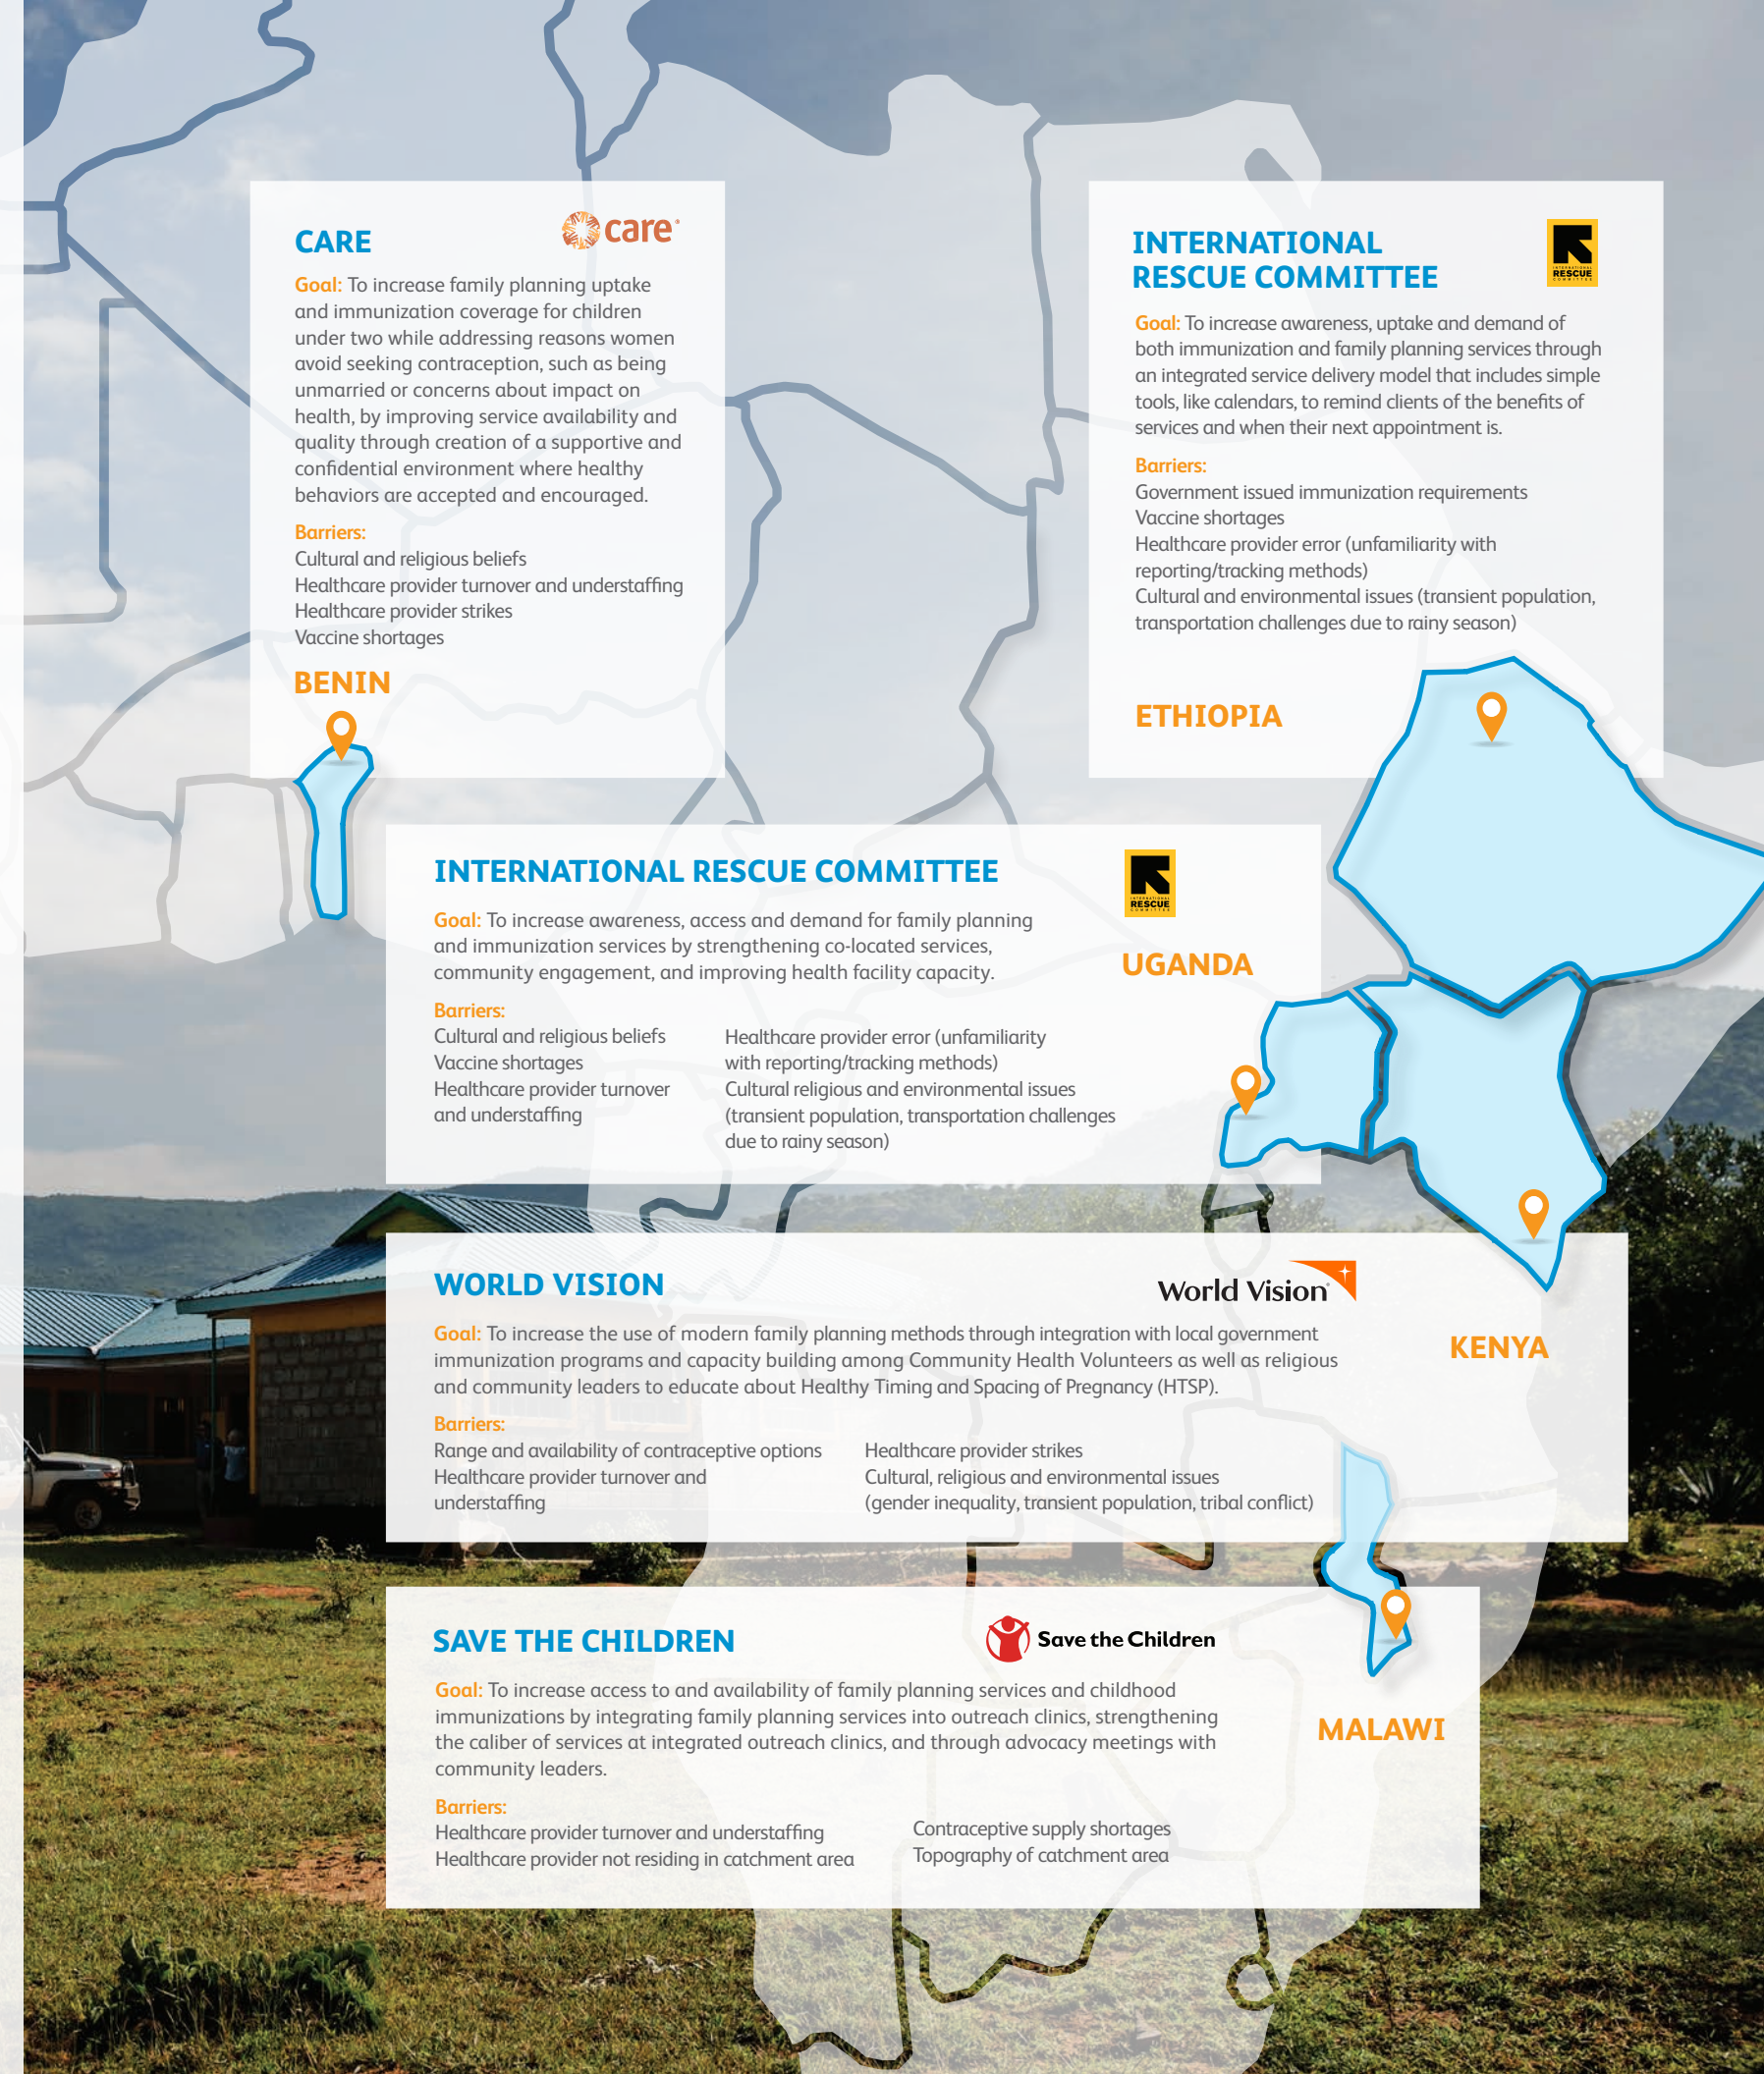 CARE
care
Goal: To increase family planning uptake
and immunization coverage for children
under two while addressing reasons women
avoid seeking contraception, such as being
unmarried or concerns about impact on
health, by improving service availability and
quality through creation of a supportive and
confidential environment where healthy
behaviors are accepted and encouraged.
Barriers:
Cultural and religious beliefs
Healthcare provider turnover and understaffing
Healthcare provider strikes
Vaccine shortages
BENIN
INTERNATIONAL
RESCUE COMMITTEE
INTERNATIONAL
RESCUE
COMMITTEE
Goal: To increase awareness, uptake and demand of
both immunization and family planning services through
an integrated service delivery model that includes simple
tools, like calendars, to remind clients of the benefits of
services and when their next appointment is.
Barriers:
Government issued immunization requirements
Vaccine shortages
Healthcare provider error (unfamiliarity with
reporting/tracking methods)
Cultural and environmental issues (transient population,
transportation challenges due to rainy season)
ETHIOPIA
INTERNATIONAL RESCUE COMMITTEE
INTERNATIONAL
RESCUE
COMMITTEE
Goal: To increase awareness, access and demand for family planning
and immunization services by strengthening co-located services,
community engagement, and improving health facility capacity.
UGANDA
Barriers:
Cultural and religious beliefs
Vaccine shortages
Healthcare provider turnover
and understaffing
Healthcare provider error (unfamiliarity
with reporting/tracking methods)
Cultural religious and environmental issues
(transient population, transportation challenges
due to rainy season)
WORLD VISION
World Vision
Goal: To increase the use of modern family planning methods through integration with local government
immunization programs and capacity building among Community Health Volunteers as well as religious
and community leaders to educate about Healthy Timing and Spacing of Pregnancy (HTSP).
KENYA
Barriers:
Range and availability of contraceptive options
Healthcare provider turnover and
understaffing
Healthcare provider strikes
Cultural, religious and environmental issues
(gender inequality, transient population, tribal conflict)
SAVE THE CHILDREN
Save the Children
Goal: To increase access to and availability of family planning services and childhood
immunizations by integrating family planning services into outreach clinics, strengthening
the caliber of services at integrated outreach clinics, and through advocacy meetings with
community leaders.
MALAWI
Barriers:
Healthcare provider turnover and understaffing
Healthcare provider not residing in catchment area
Contraceptive supply shortages
Topography of catchment area